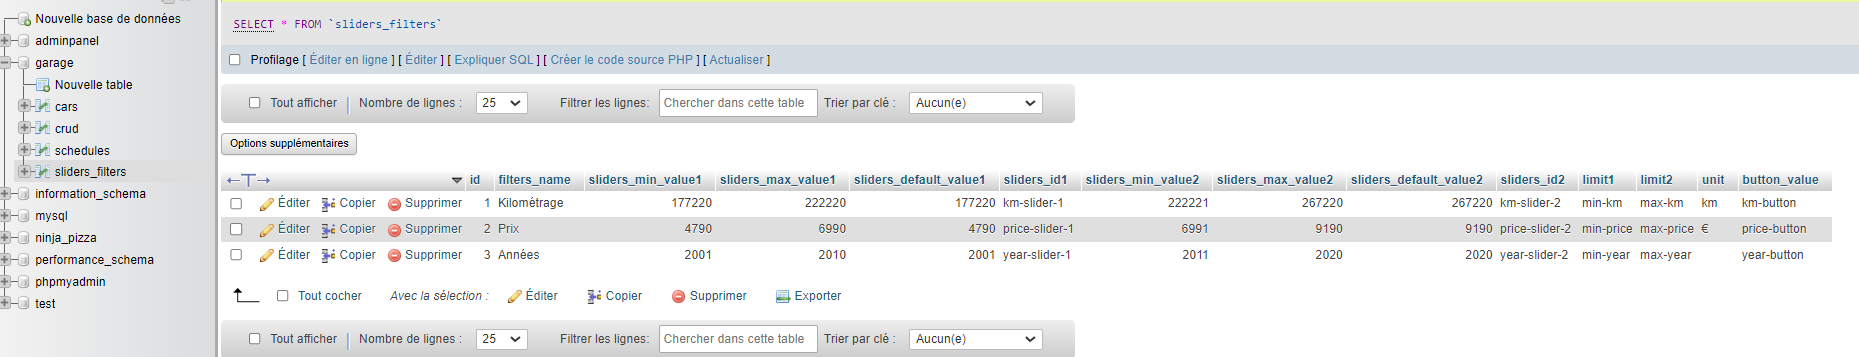 Nouvelle base de données
adminpanel
garage
Nouvelle table
cars
crud
schedules
sliders_filters
information_schema
mysql
ninja_pizza
performance_schema
phpmyadmin
test
SELECT * FROM `sliders_filters`
Profilage [ Éditer en ligne ] [ Éditer ] [ Expliquer SQL ] [ Créer le code source PHP ] [ Actualiser ]
Tout afficher | Nombre de lignes : 25 Filtrer les lignes: Chercher dans cette table Trier par clé : Aucun(e)
Options supplémentaires
←T→ id filters_name sliders_min_value1 sliders_max_value1 sliders_default_value1 sliders_id1 sliders_min_value2 sliders_max_value2 sliders_default_value2 sliders_id2 limit1 limit2 unit button_value
Éditer Copier Supprimer 1 Kilométrage 177220 222220 177220 km-slider-1 222221 267220 267220 km-slider-2 min-km max-km km km-button
Éditer Copier Supprimer 2 Prix 4790 6990 4790 price-slider-1 6991 9190 9190 price-slider-2 min-price max-price € price-button
Éditer Copier Supprimer 3 Années 2001 2010 2001 year-slider-1 2011 2020 2020 year-slider-2 min-year max-year year-button
Tout cocher Avec la sélection : Éditer Copier Supprimer Exporter
Tout afficher | Nombre de lignes : 25 Filtrer les lignes: Chercher dans cette table Trier par clé : Aucun(e)